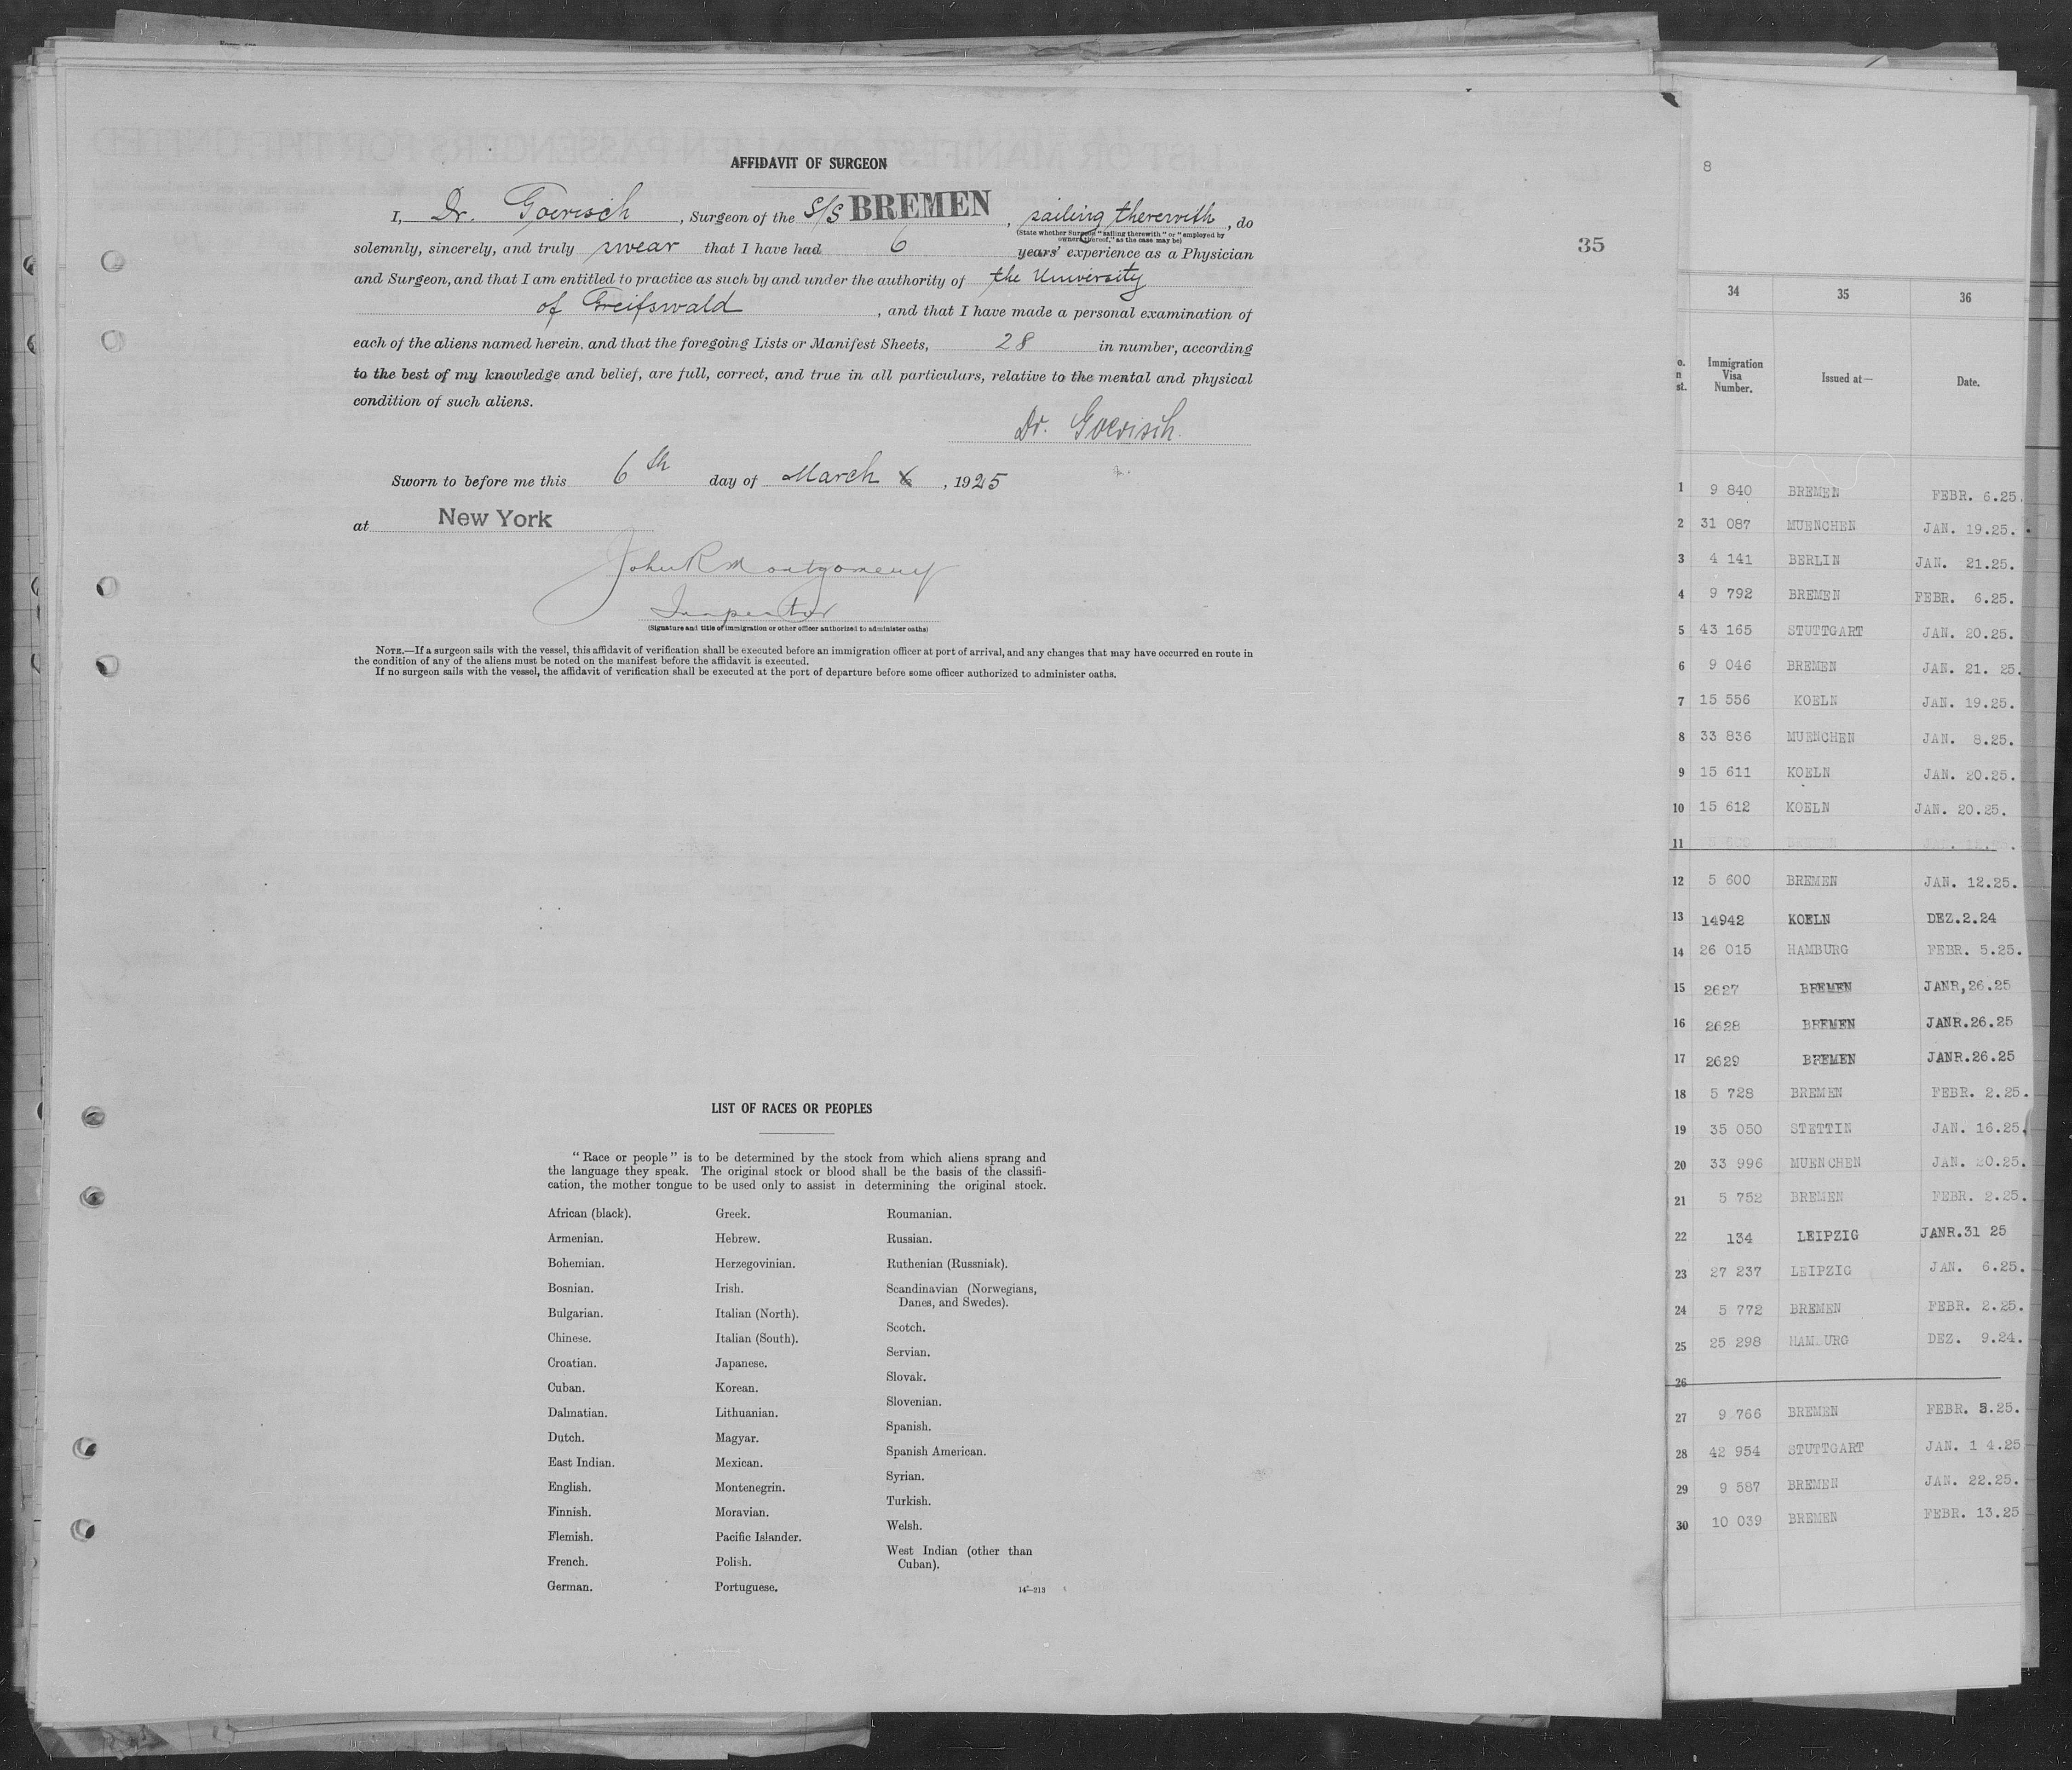 AFFIDAVIT OF SURGEON
I, Dr. Goerisch, Surgeon of the S/S BREMEN, sailing therewith, do
(State whether Surgeon "sailing therewith" or "employed by
owners thereof," as the case may be)
solemnly, sincerely, and truly swear that I have had 6 years' experience as a Physician
and Surgeon, and that I am entitled to practice as such by and under the authority of the University
of Greifswald, and that I have made a personal examination of
each of the aliens named herein, and that the foregoing Lists or Manifest Sheets, 28 in number, according
to the best of my knowledge and belief, are full, correct, and true in all particulars, relative to the mental and physical
condition of such aliens.
Dr. Goerisch.
Sworn to before me this 6th day of March, 1925
at New York
John R Montgomery
Inspector
(Signature and title of immigration or other officer authorized to administer oaths)
NOTE.—If a surgeon sails with the vessel, this affidavit of verification shall be executed before an immigration officer at port of arrival, and any changes that may have occurred en route in
the condition of any of the aliens must be noted on the manifest before the affidavit is executed.
If no surgeon sails with the vessel, the affidavit of verification shall be executed at the port of departure before some officer authorized to administer oaths.
35
LIST OF RACES OR PEOPLES
"Race or people" is to be determined by the stock from which aliens sprang and
the language they speak. The original stock or blood shall be the basis of the classifi-
cation, the mother tongue to be used only to assist in determining the original stock.
African (black).
Armenian.
Bohemian.
Bosnian.
Bulgarian.
Chinese.
Croatian.
Cuban.
Dalmatian.
Dutch.
East Indian.
English.
Finnish.
Flemish.
French.
German.
Greek.
Hebrew.
Herzegovinian.
Irish.
Italian (North).
Italian (South).
Japanese.
Korean.
Lithuanian.
Magyar.
Mexican.
Montenegrin.
Moravian.
Pacific Islander.
Polish.
Portuguese.
Roumanian.
Russian.
Ruthenian (Russniak).
Scandinavian (Norwegians,
Danes, and Swedes).
Scotch.
Servian.
Slovak.
Slovenian.
Spanish.
Spanish American.
Syrian.
Turkish.
Welsh.
West Indian (other than
Cuban).
14—213
8
34 35 36
Immigration
Visa
Number.
Issued at—
Date.
1 9 840 BREMEN FEBR. 6.25.
2 31 087 MUENCHEN JAN. 19.25.
3 4 141 BERLIN JAN. 21.25.
4 9 792 BREMEN FEBR. 6.25.
5 43 165 STUTTGART JAN. 20.25.
6 9 046 BREMEN JAN. 21. 25.
7 15 556 KOELN JAN. 19.25.
8 33 836 MUENCHEN JAN. 8.25.
9 15 611 KOELN JAN. 20.25.
10 15 612 KOELN JAN. 20.25.
11
12 5 600 BREMEN JAN. 12.25.
13 14942 KOELN DEZ.2.24
14 26 015 HAMBURG FEBR. 5.25.
15 2627 BREMEN JANR,26.25
16 2628 BREMEN JANR.26.25
17 2629 BREMEN JANR.26.25
18 5 728 BREMEN FEBR. 2.25.
19 35 050 STETTIN JAN. 16.25.
20 33 996 MUENCHEN JAN. 20.25.
21 5 752 BREMEN FEBR. 2.25.
22 134 LEIPZIG JANR.31 25
23 27 237 LEIPZIG JAN. 6.25.
24 5 772 BREMEN FEBR. 2.25.
25 25 298 HAMBURG DEZ. 9.24.
26
27 9 766 BREMEN FEBR. 5.25.
28 42 954 STUTTGART JAN. 1 4.25
29 9 587 BREMEN JAN. 22.25.
30 10 039 BREMEN FEBR. 13.25